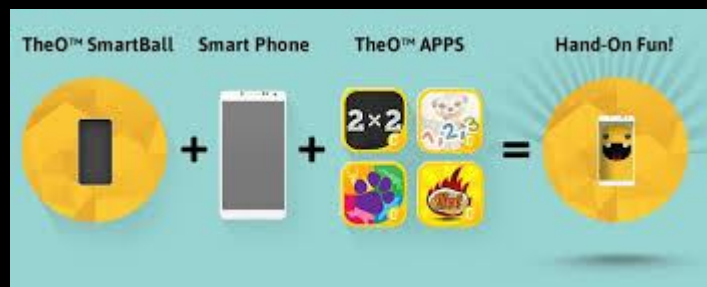 TheO™ SmartBall
Smart Phone
TheO™ APPS
Hand-On Fun!
+
+
2×2
1,2,3
=